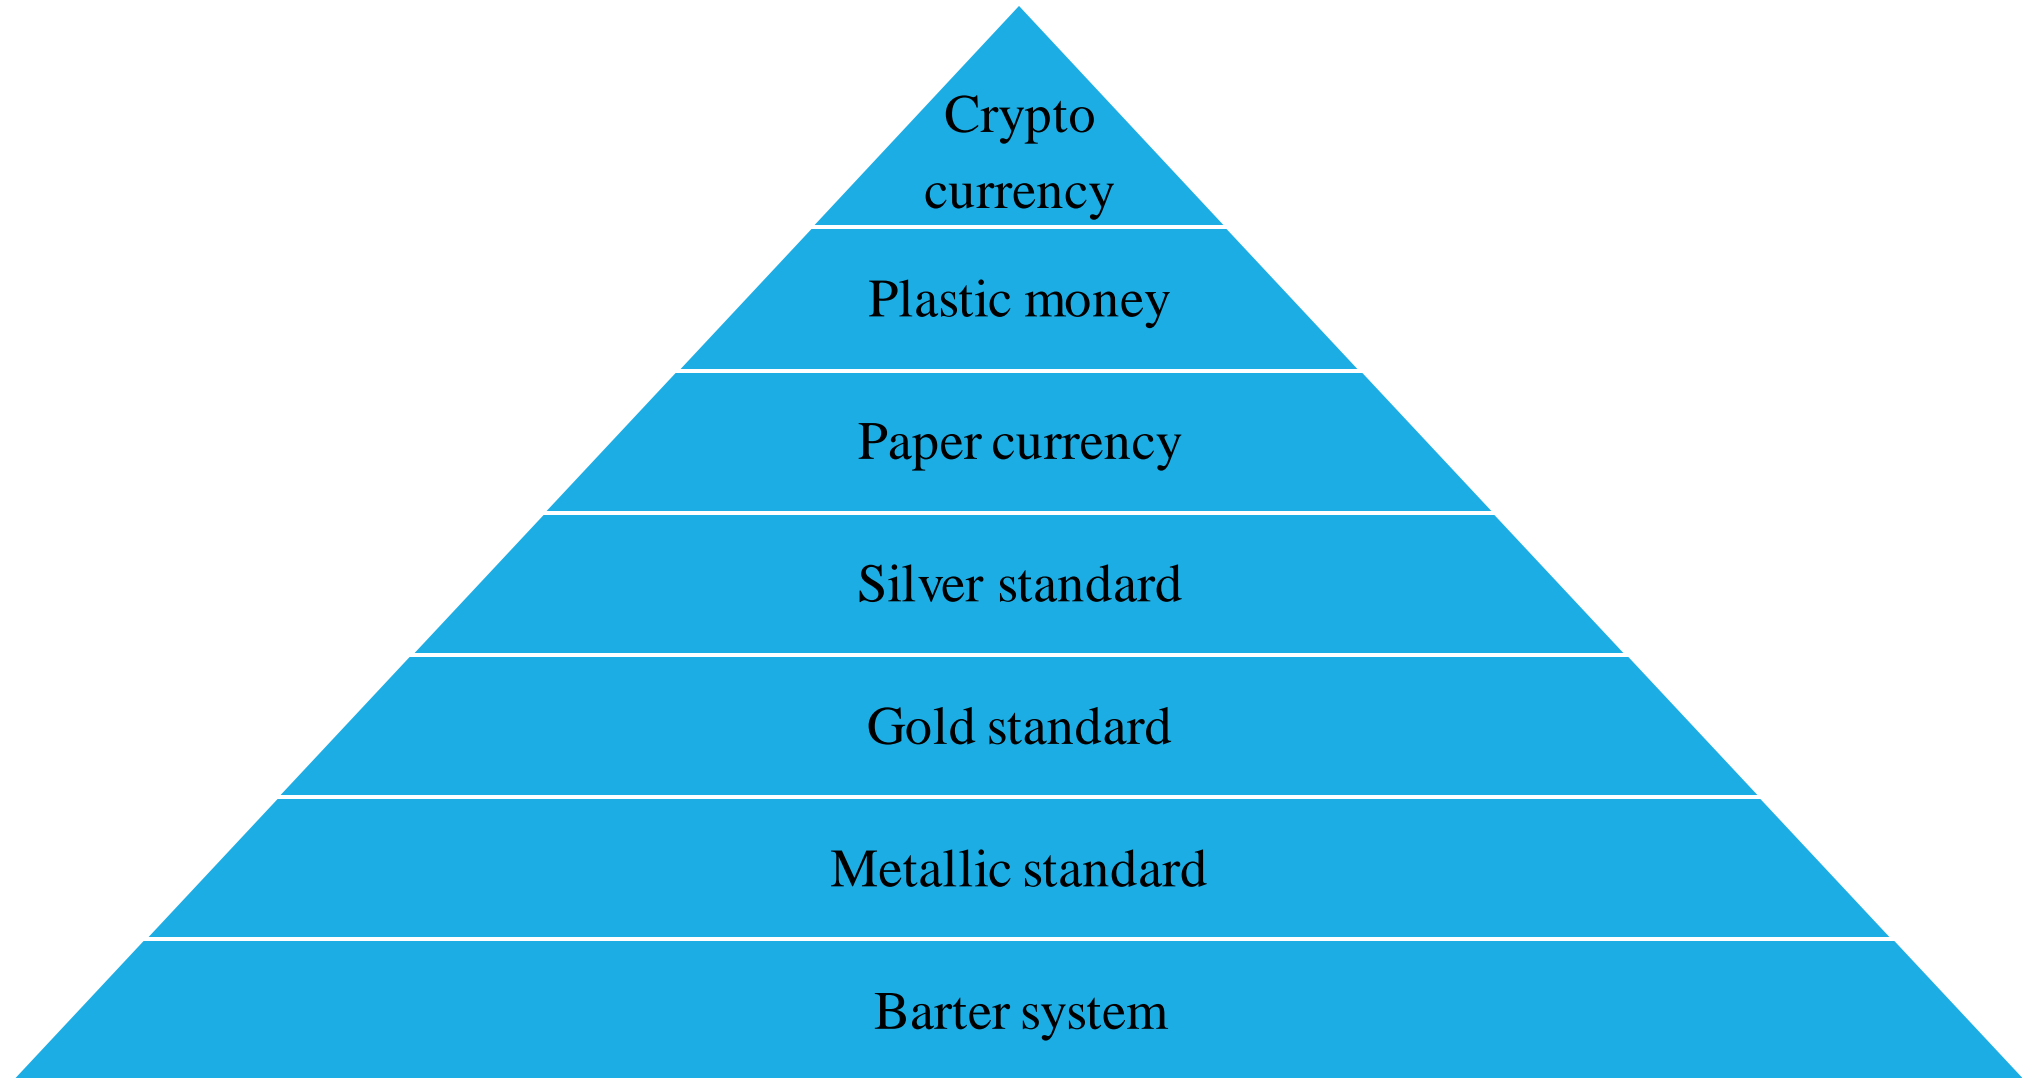 Crypto
currency
Plastic money
Paper currency
Silver standard
Gold standard
Metallic standard
Barter system